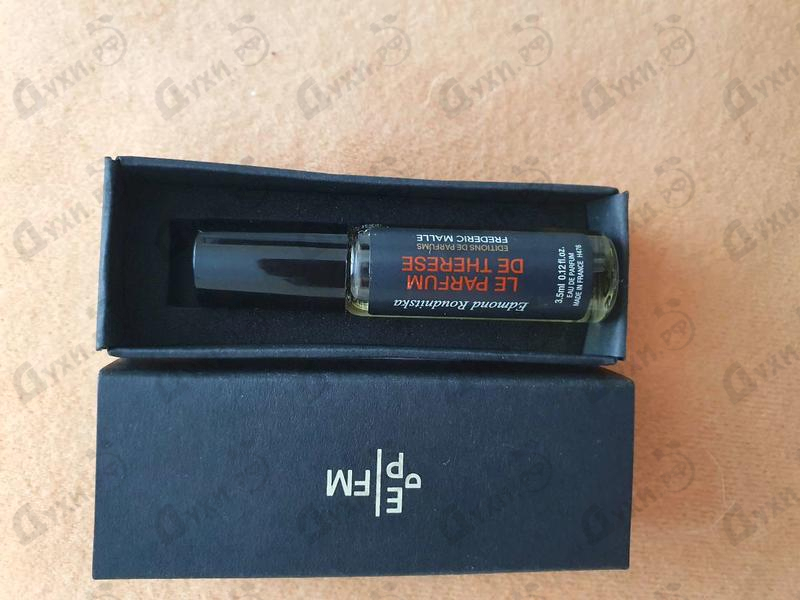 Edmond Roudnitska
LE PARFUM
DE THERESE
EDITIONS DE PARFUMS
FREDERIC MALLE
3.5ml 0.12 fl.oz.
EAU DE PARFUM
MADE IN FRANCE H476
E d P | FM
Духи.рф